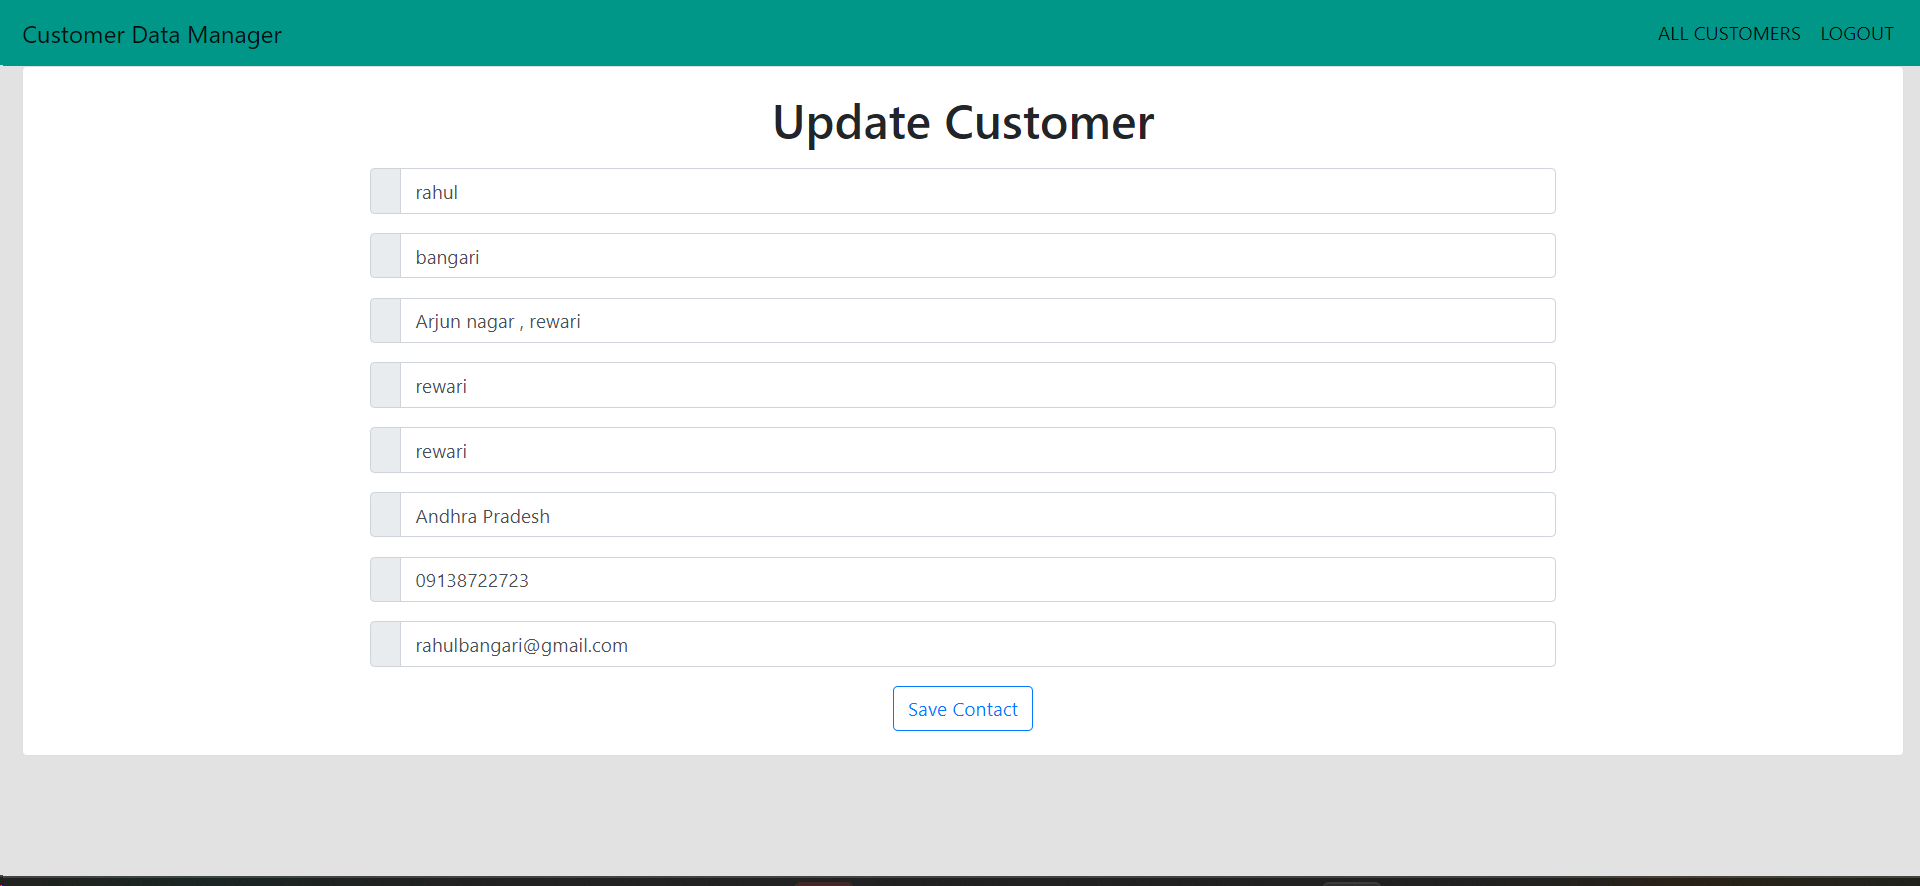 Customer Data Manager
ALL CUSTOMERS LOGOUT
Update Customer
rahul
bangari
Arjun nagar , rewari
rewari
rewari
Andhra Pradesh
09138722723
rahulbangari@gmail.com
Save Contact